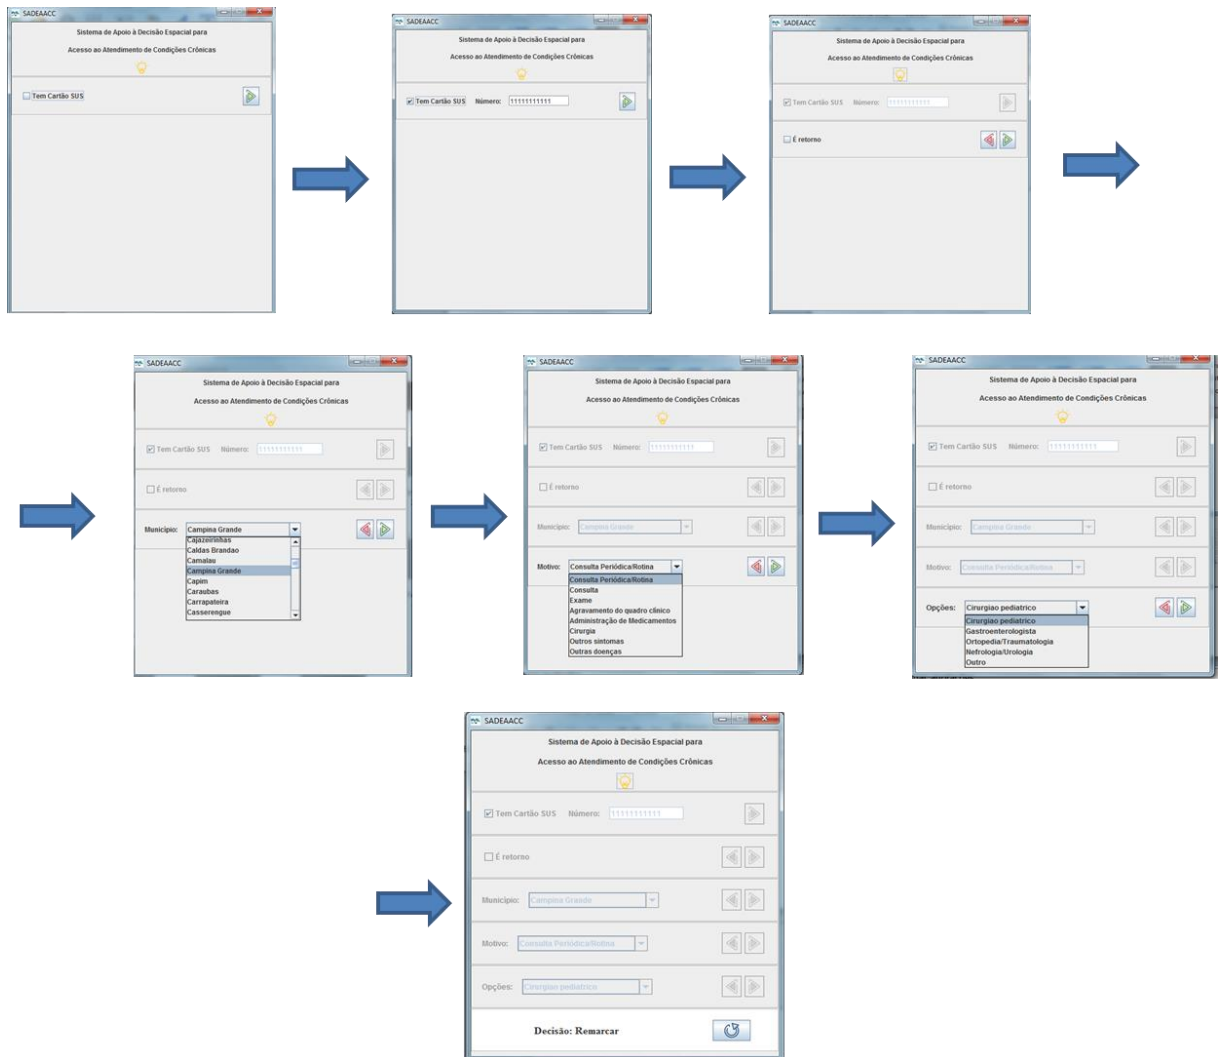 SADEAACC
Sistema de Apoio à Decisão Espacial para
Acesso ao Atendimento de Condições Crônicas
Tem Cartão SUS
SADEAACC
Sistema de Apoio à Decisão Espacial para
Acesso ao Atendimento de Condições Crônicas
Tem Cartão SUS Número: 11111111111
SADEAACC
Sistema de Apoio à Decisão Espacial para
Acesso ao Atendimento de Condições Crônicas
Tem Cartão SUS Número: 11111111111
É retorno
SADEAACC
Sistema de Apoio à Decisão Espacial para
Acesso ao Atendimento de Condições Crônicas
Tem Cartão SUS Número: 11111111111
É retorno
Município: Campina Grande
Cajazeirinhas
Caldas Brandao
Camalau
Campina Grande
Capim
Caraubas
Carrapateira
Casserengue
SADEAACC
Sistema de Apoio à Decisão Espacial para
Acesso ao Atendimento de Condições Crônicas
Tem Cartão SUS Número: 11111111111
É retorno
Município: Campina Grande
Motivo: Consulta Periódica/Rotina
Consulta Periódica/Rotina
Consulta
Exame
Agravamento do quadro clínico
Administração de Medicamentos
Cirurgia
Outros sintomas
Outras doenças
SADEAACC
Sistema de Apoio à Decisão Espacial para
Acesso ao Atendimento de Condições Crônicas
Tem Cartão SUS Número: 11111111111
É retorno
Município: Campina Grande
Motivo: Consulta Periódica/Rotina
Opções: Cirurgiao pediatrico
Cirurgiao pediatrico
Gastroenterologista
Ortopedia/Traumatologia
Nefrologia/Urologia
Outro
SADEAACC
Sistema de Apoio à Decisão Espacial para
Acesso ao Atendimento de Condições Crônicas
Tem Cartão SUS Número: 11111111111
É retorno
Município: Campina Grande
Motivo: Consulta Periódica/Rotina
Opções: Cirurgiao pediatrico
Decisão: Remarcar